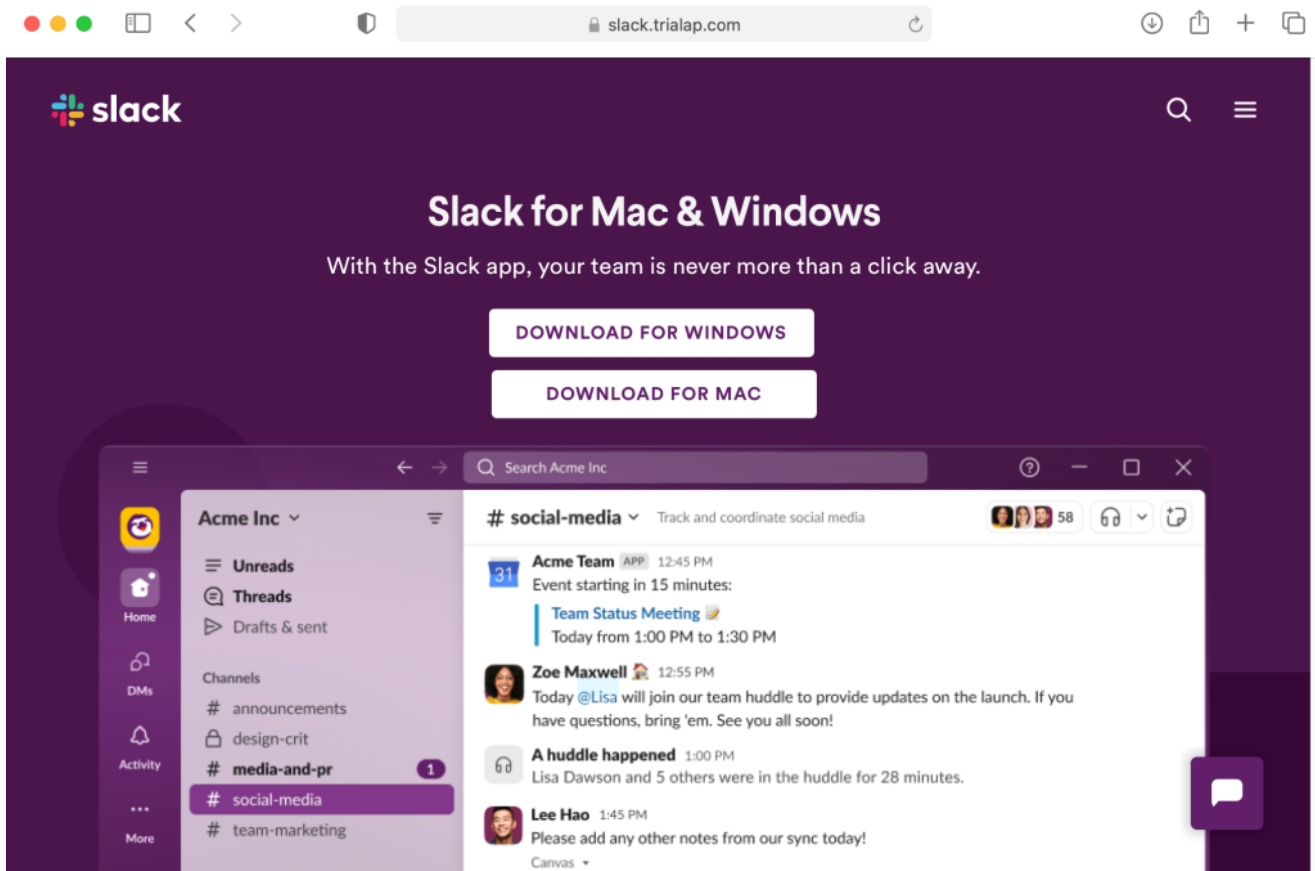 slack.trialap.com
slack
Slack for Mac & Windows
With the Slack app, your team is never more than a click away.
DOWNLOAD FOR WINDOWS
DOWNLOAD FOR MAC
Search Acme Inc
Acme Inc
Unreads
Threads
Drafts & sent
Channels
# announcements
design-crit
# media-and-pr 1
# social-media
# team-marketing
Home
DMs
Activity
More
# social-media Track and coordinate social media 58
31
Acme Team APP 12:45 PM
Event starting in 15 minutes:
Team Status Meeting
Today from 1:00 PM to 1:30 PM
Zoe Maxwell 12:55 PM
Today @Lisa will join our team huddle to provide updates on the launch. If you
have questions, bring 'em. See you all soon!
A huddle happened 1:00 PM
Lisa Dawson and 5 others were in the huddle for 28 minutes.
Lee Hao 1:45 PM
Please add any other notes from our sync today!
Canvas